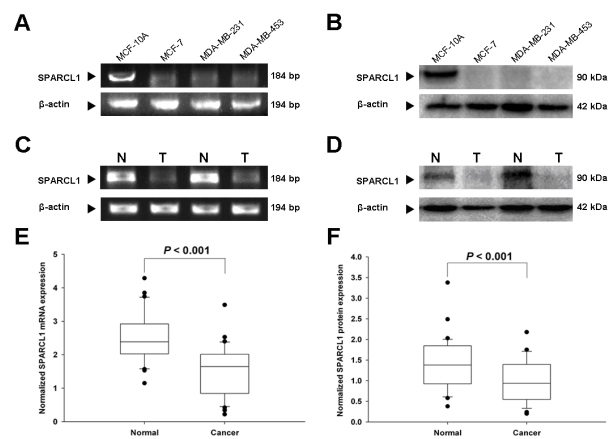 A
MCF-10A MCF-7 MDA-MB-231 MDA-MB-453
SPARCL1 184 bp
β-actin 194 bp
B
MCF-10A MCF-7 MDA-MB-231 MDA-MB-453
SPARCL1 90 kDa
β-actin 42 kDa
C
N T N T
SPARCL1 184 bp
β-actin 194 bp
D
N T N T
SPARCL1 90 kDa
β-actin 42 kDa
E
P < 0.001
Normalized SPARCL1 mRNA expression
5
4
3
2
1
0
Normal Cancer
F
P < 0.001
Normalized SPARCL1 protein expression
4.0
3.5
3.0
2.5
2.0
1.5
1.0
0.5
0.0
Normal Cancer